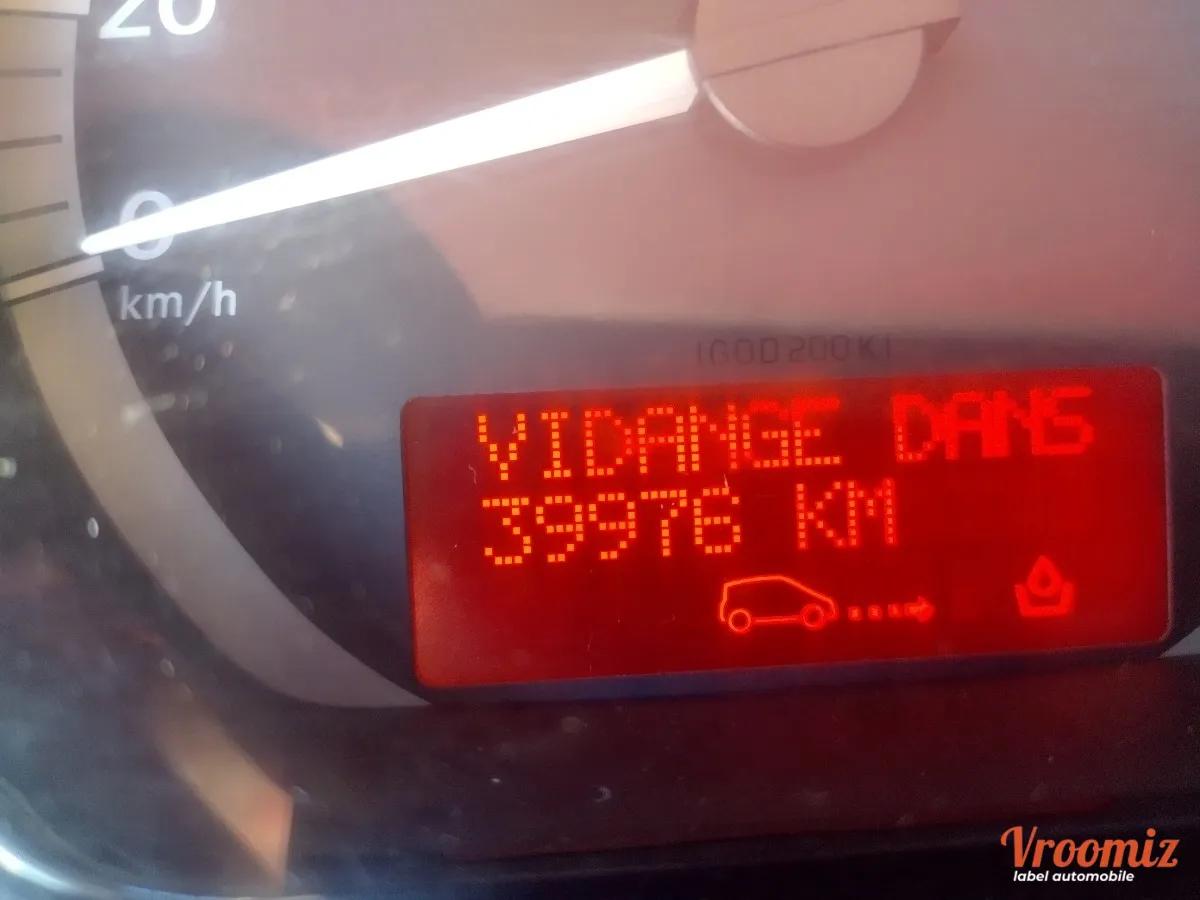 20
0
km/h
VIDANGE DANS
39976 KM
Vroomiz
label automobile